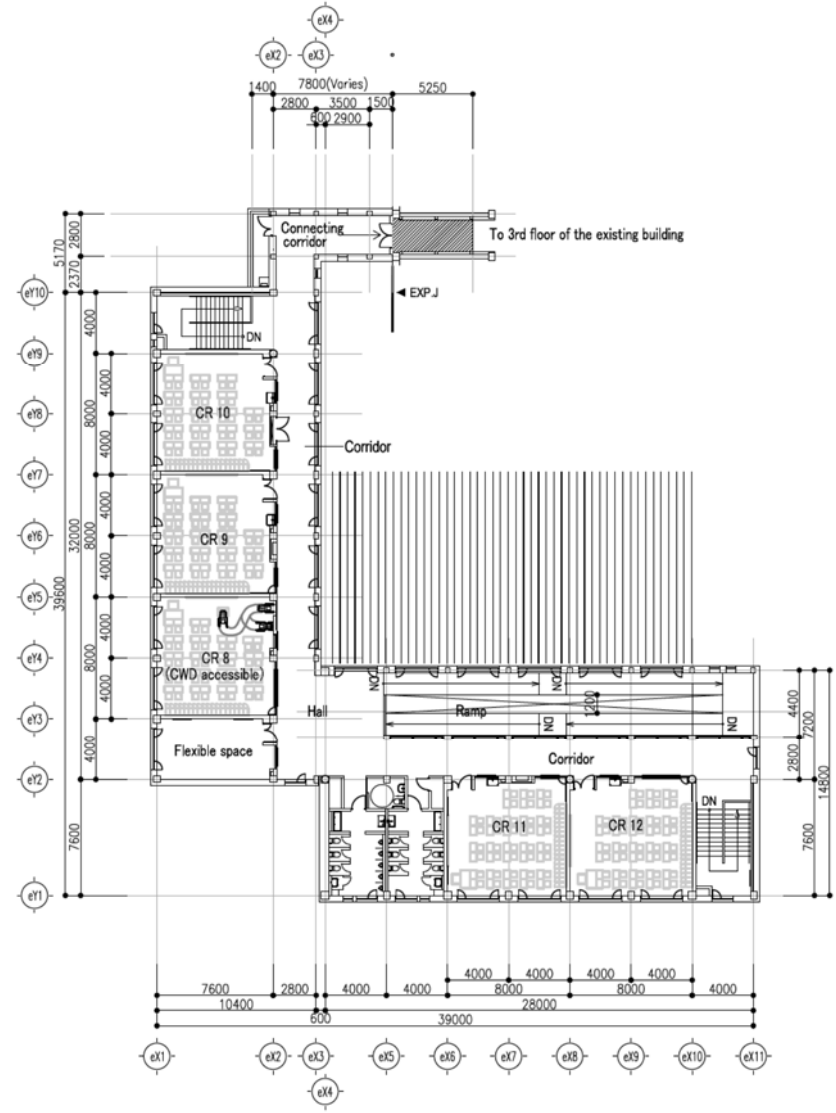 eX4
eX2
eX3
7800(Varies)
1400
5250
2800
3500
1500
600
2900
Connecting
corridor
To 3rd floor of the existing building
5170
2800
2370
EXP.J
eY10
4000
DN
eY9
4000
CR 10
eY8
8000
4000
Corridor
eY7
4000
CR 9
eY6
39600
32000
8000
4000
eY5
4000
CR 8
(CWD accessible)
eY4
8000
4000
DN
DN
1200
4400
Hall
Ramp
eY3
DN
DN
7200
4000
Flexible space
Corridor
2800
14800
eY2
DN
7600
CR 11
CR 12
7600
eY1
4000
4000
4000
4000
7600
2800
4000
4000
8000
8000
4000
10400
28000
600
39000
eX1
eX2
eX3
eX5
eX6
eX7
eX8
eX9
eX10
eX11
eX4